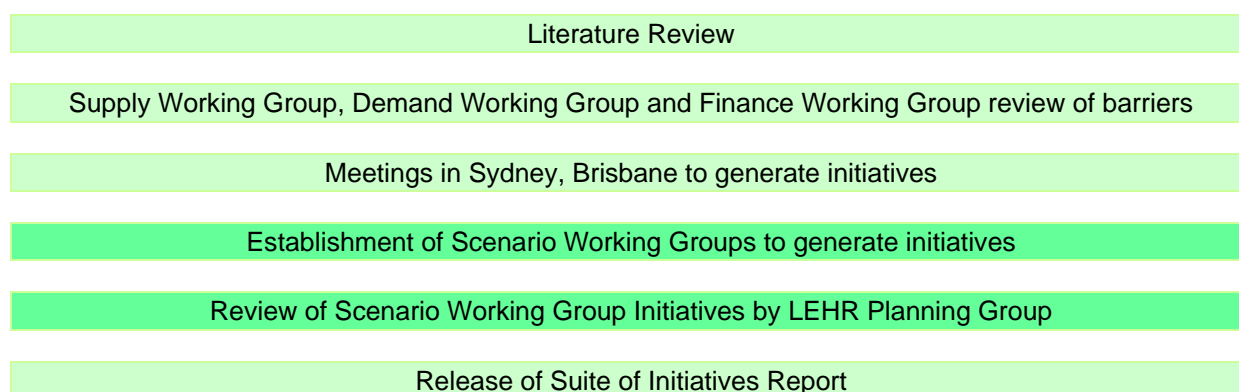 Literature Review
Supply Working Group, Demand Working Group and Finance Working Group review of barriers
Meetings in Sydney, Brisbane to generate initiatives
Establishment of Scenario Working Groups to generate initiatives
Review of Scenario Working Group Initiatives by LEHR Planning Group
Release of Suite of Initiatives Report